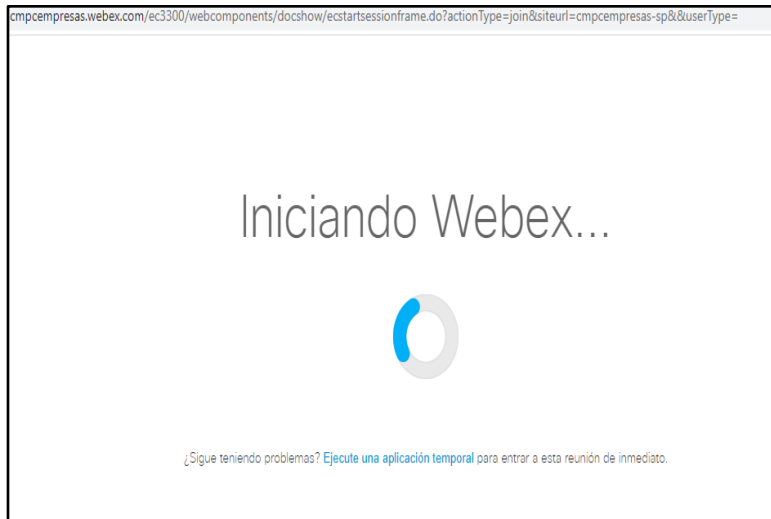 cmpcempresas.webex.com/ec3300/webcomponents/docshow/ecstartsessionframe.do?actionType=join&siteurl=cmpcempresas-sp&&userType=
Iniciando Webex...
¿Sigue teniendo problemas? Ejecute una aplicación temporal para entrar a esta reunión de inmediato.